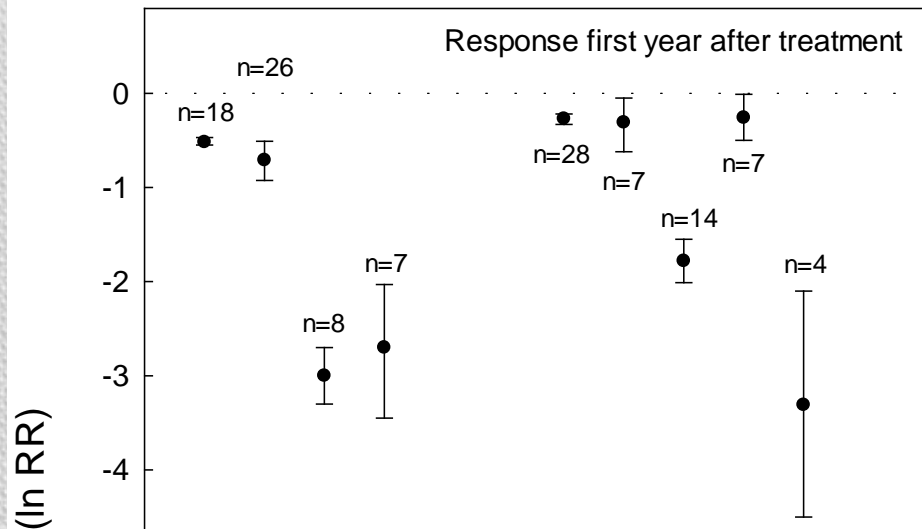 Response first year after treatment
n=26
0
n=18
n=28
n=7
n=7
-1
n=14
n=7
n=4
-2
n=8
-3
(ln RR)
-4